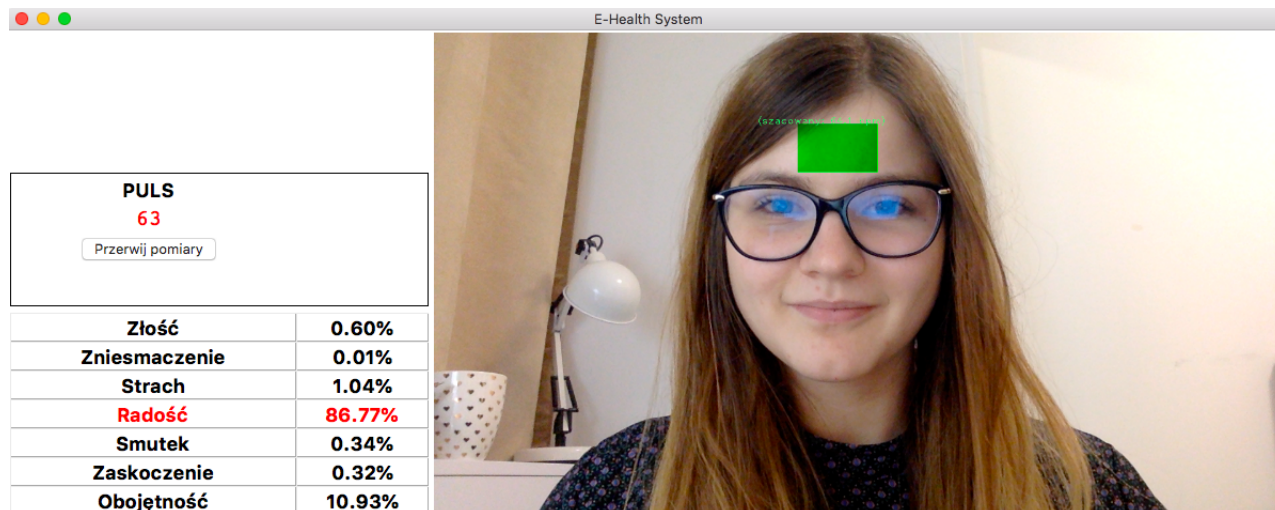 E-Health System
PULS
63
Przerwij pomiary
Złość 0.60%
Zniesmaczenie 0.01%
Strach 1.04%
Radość 86.77%
Smutek 0.34%
Zaskoczenie 0.32%
Obojętność 10.93%
(szacowany